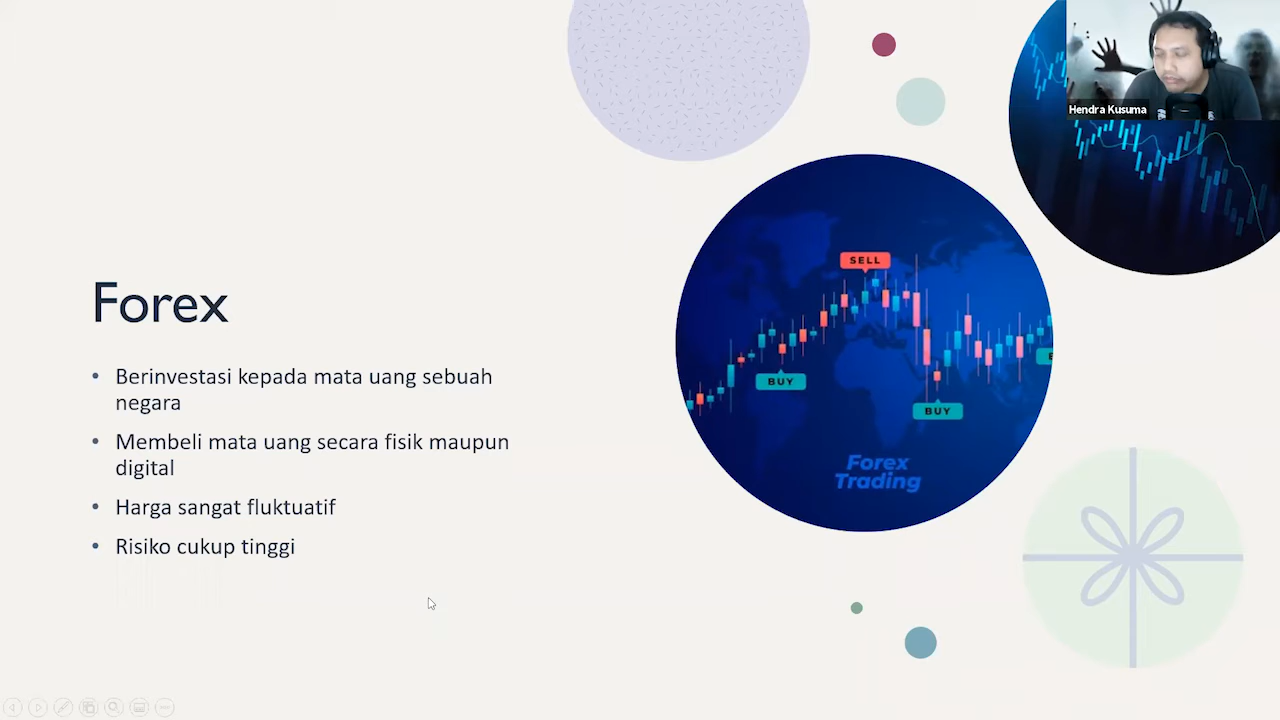 Hendra Kusuma
Forex
• Berinvestasi kepada mata uang sebuah
negara
• Membeli mata uang secara fisik maupun
digital
• Harga sangat fluktuatif
• Risiko cukup tinggi
SELL
BUY
BUY
Forex
Trading